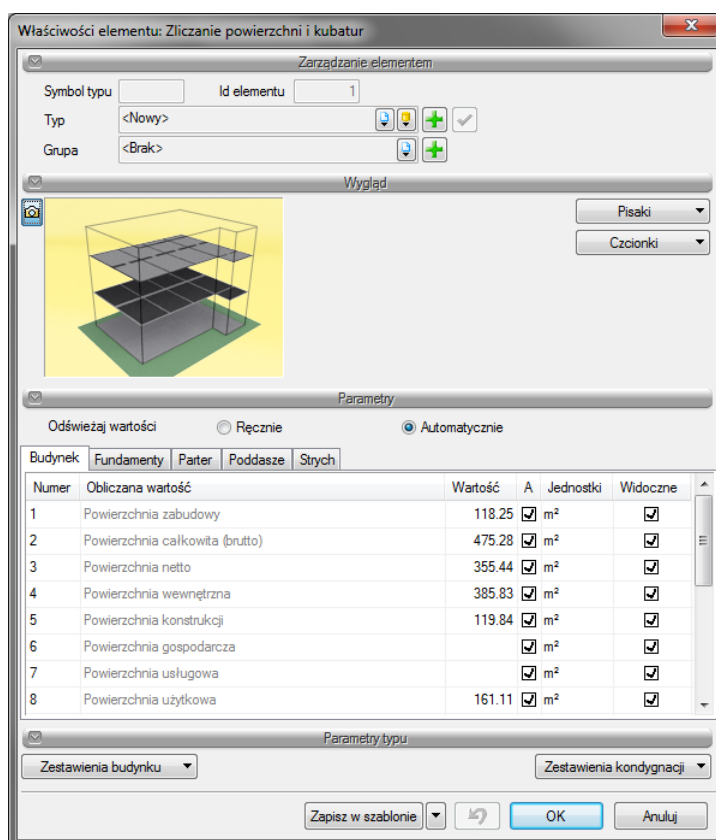 Właściwości elementu: Zliczanie powierzchni i kubatur
Zarządzanie elementem
Symbol typu Id elementu 1
Typ <Nowy>
Grupa <Brak>
Wygląd
Pisaki
Czcionki
Parametry
Odśwież​aj wartości Ręcznie Automatycznie
Budynek Fundamenty Parter Poddasze Strych
Numer Obliczana wartość Wartość A Jednostki Widoczne
1 Powierzchnia zabudowy 118.25 m²
2 Powierzchnia całkowita (brutto) 475.28 m²
3 Powierzchnia netto 355.44 m²
4 Powierzchnia wewnętrzna 385.83 m²
5 Powierzchnia konstrukcji 119.84 m²
6 Powierzchnia gospodarcza m²
7 Powierzchnia usługowa m²
8 Powierzchnia użytkowa 161.11 m²
Parametry typu
Zestawienia budynku Zestawienia kondygnacji
Zapisz w szablonie OK Anuluj